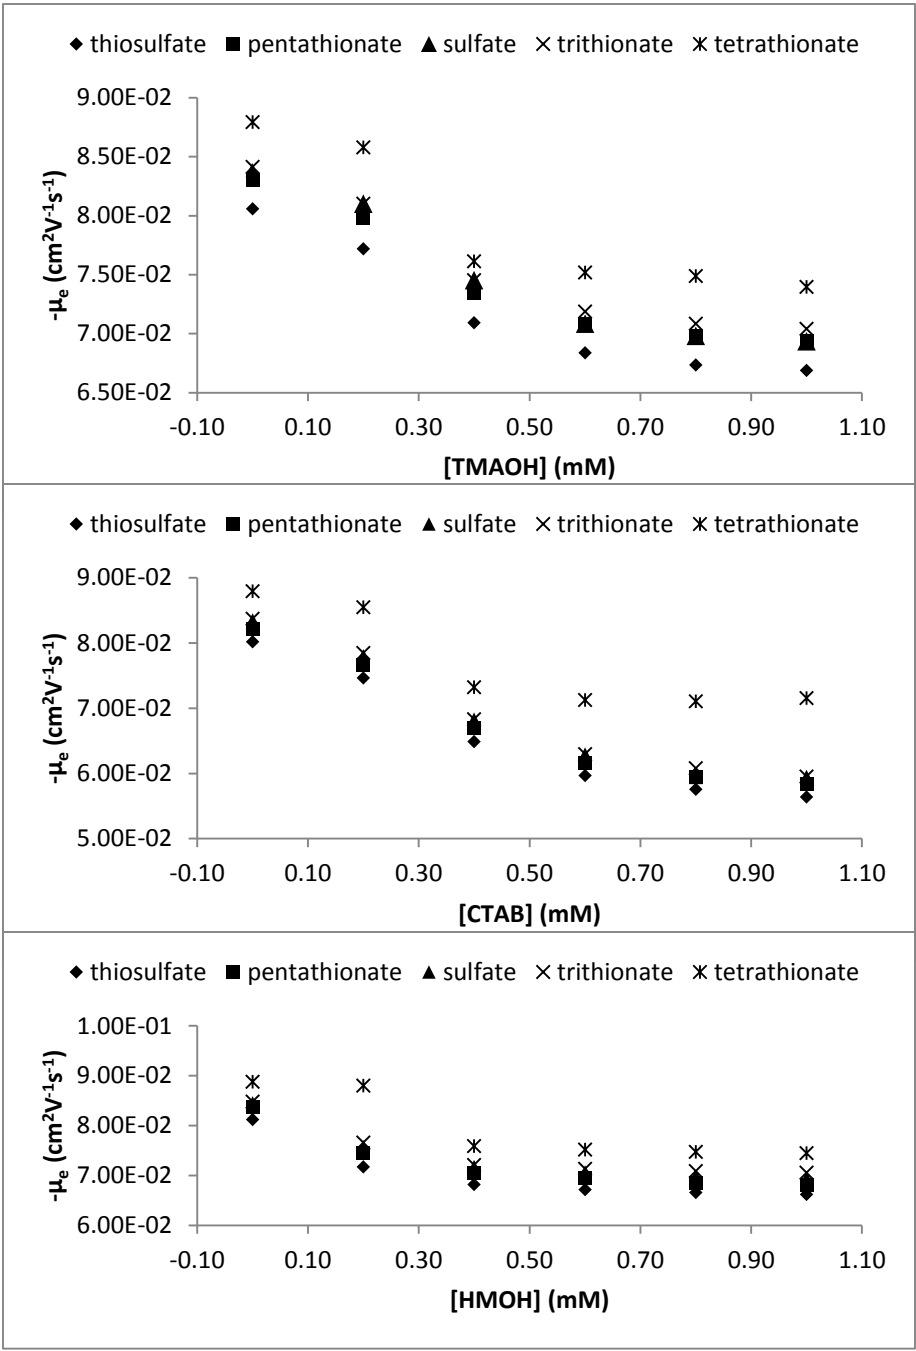 thiosulfate pentathionate sulfate trithionate tetrathionate
9.00E-02
8.50E-02
8.00E-02
7.50E-02
7.00E-02
6.50E-02
-μe (cm²V⁻¹s⁻¹)
-0.10 0.10 0.30 0.50 0.70 0.90 1.10
[TMAOH] (mM)
thiosulfate pentathionate sulfate trithionate tetrathionate
9.00E-02
8.00E-02
7.00E-02
6.00E-02
5.00E-02
-μe (cm²V⁻¹s⁻¹)
-0.10 0.10 0.30 0.50 0.70 0.90 1.10
[CTAB] (mM)
thiosulfate pentathionate sulfate trithionate tetrathionate
1.00E-01
9.00E-02
8.00E-02
7.00E-02
6.00E-02
-μe (cm²V⁻¹s⁻¹)
-0.10 0.10 0.30 0.50 0.70 0.90 1.10
[HMOH] (mM)